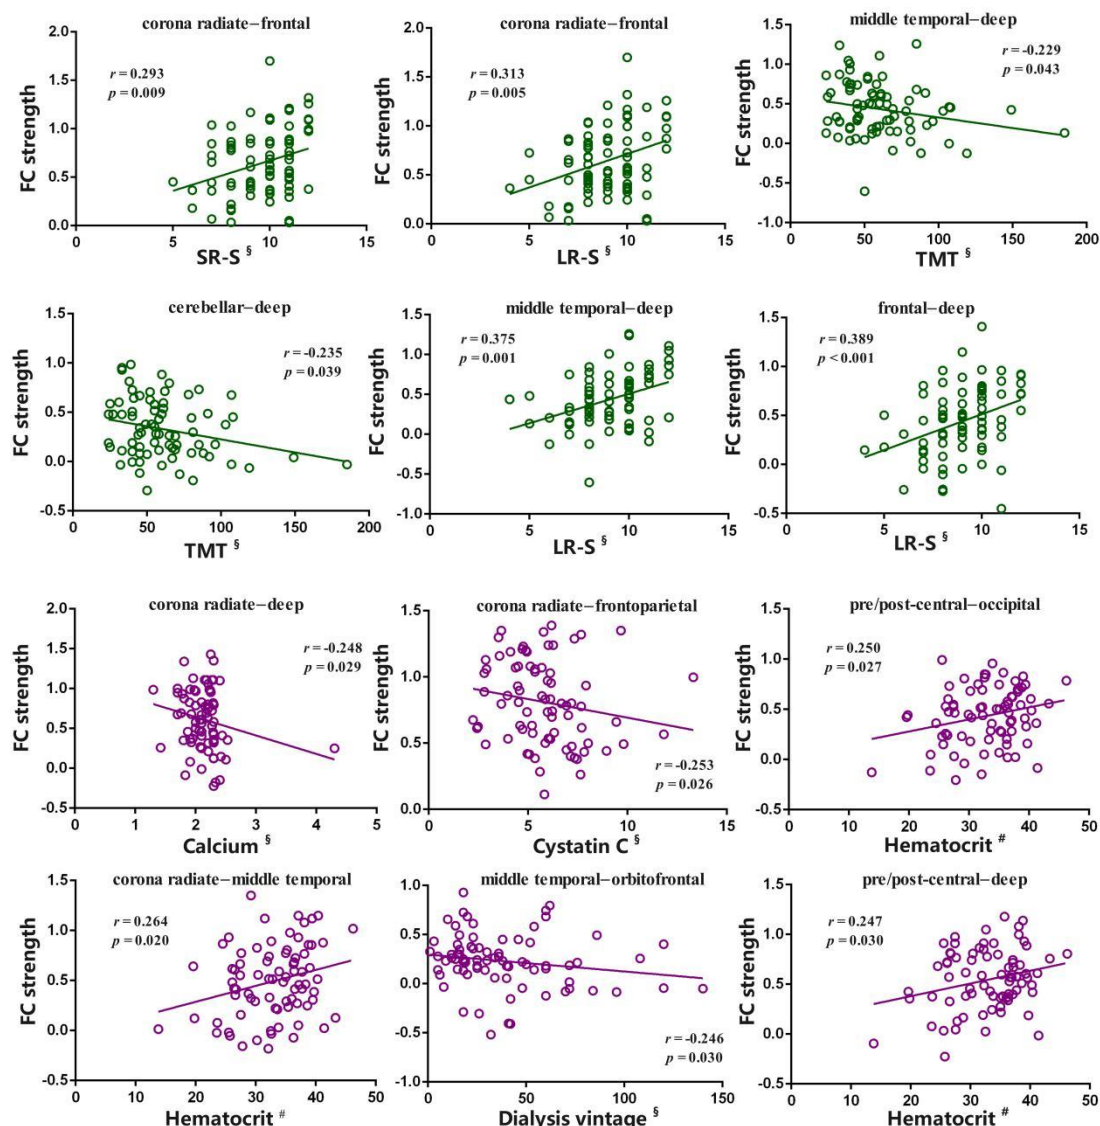 corona radiate–frontal
r = 0.293
p = 0.009
FC strength
2.0
1.5
1.0
0.5
0.0
0 5 10 15
SR-S §
corona radiate–frontal
r = 0.313
p = 0.005
FC strength
2.0
1.5
1.0
0.5
0.0
0 5 10 15
LR-S §
middle temporal–deep
r = -0.229
p = 0.043
FC strength
1.5
1.0
0.5
0.0
-0.5
-1.0
0 50 100 150 200
TMT §
cerebellar–deep
r = -0.235
p = 0.039
FC strength
1.5
1.0
0.5
0.0
-0.5
0 50 100 150 200
TMT §
middle temporal–deep
r = 0.375
p = 0.001
FC strength
1.5
1.0
0.5
0.0
-0.5
-1.0
0 5 10 15
LR-S §
frontal–deep
r = 0.389
p < 0.001
FC strength
1.5
1.0
0.5
0.0
-0.5
0 5 10 15
LR-S §
corona radiate–deep
r = -0.248
p = 0.029
FC strength
2.0
1.5
1.0
0.5
0.0
-0.5
0 1 2 3 4 5
Calcium §
corona radiate–frontoparietal
r = -0.253
p = 0.026
FC strength
1.5
1.0
0.5
0.0
0 5 10 15
Cystatin C §
pre/post-central–occipital
r = 0.250
p = 0.027
FC strength
1.5
1.0
0.5
0.0
-0.5
0 10 20 30 40 50
Hematocrit #
corona radiate–middle temporal
r = 0.264
p = 0.020
FC strength
1.5
1.0
0.5
0.0
-0.5
0 10 20 30 40 50
Hematocrit #
middle temporal–orbitofrontal
r = -0.246
p = 0.030
FC strength
1.0
0.5
0.0
-0.5
-1.0
0 50 100 150
Dialysis vintage §
pre/post-central–deep
r = 0.247
p = 0.030
FC strength
1.5
1.0
0.5
0.0
-0.5
0 10 20 30 40 50
Hematocrit #